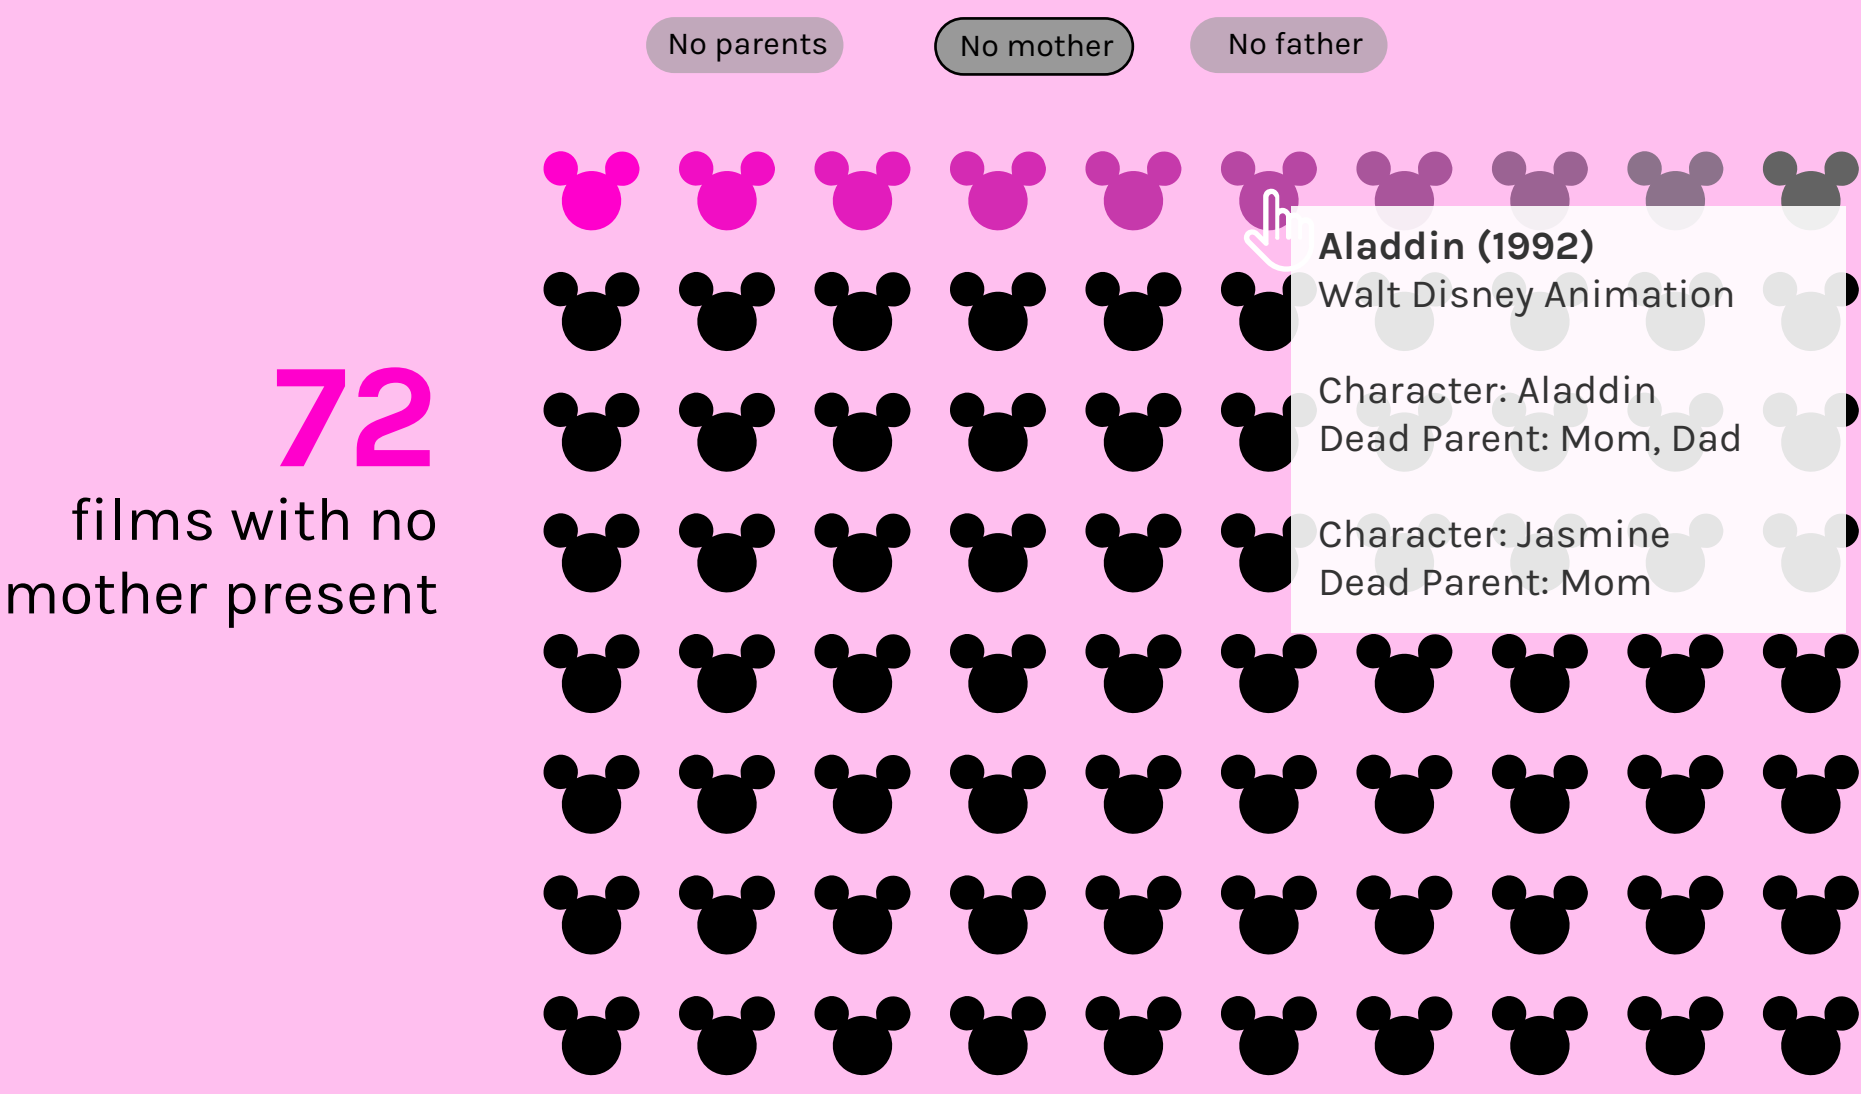 No parents
No mother
No father
72
films with no
mother present
Aladdin (1992)
Walt Disney Animation
Character: Aladdin
Dead Parent: Mom, Dad
Character: Jasmine
Dead Parent: Mom